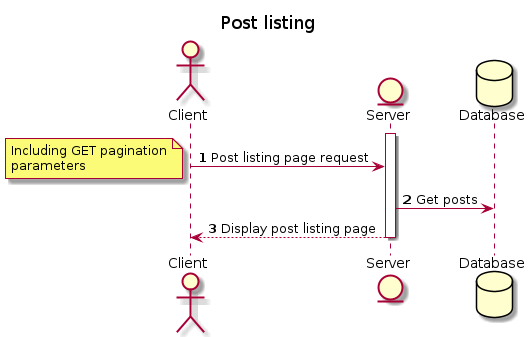 Post listing
Client
Server
Database
Including GET pagination
parameters
1 Post listing page request
2 Get posts
3 Display post listing page
Client
Server
Database